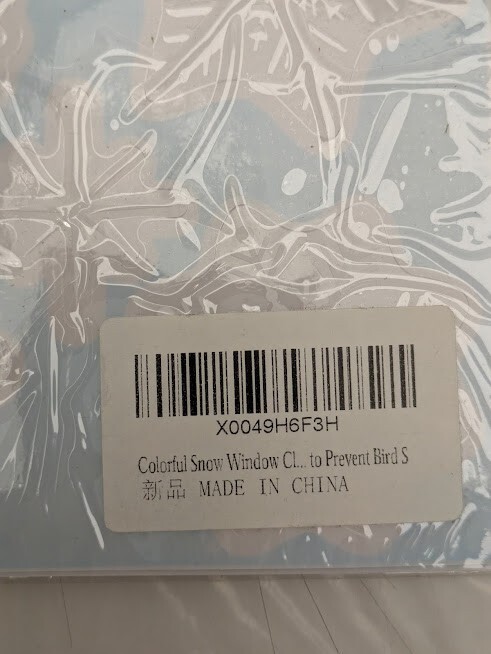 X0049H6F3H
Colorful Snow Window Cl... to Prevent Bird S
新品 MADE IN CHINA